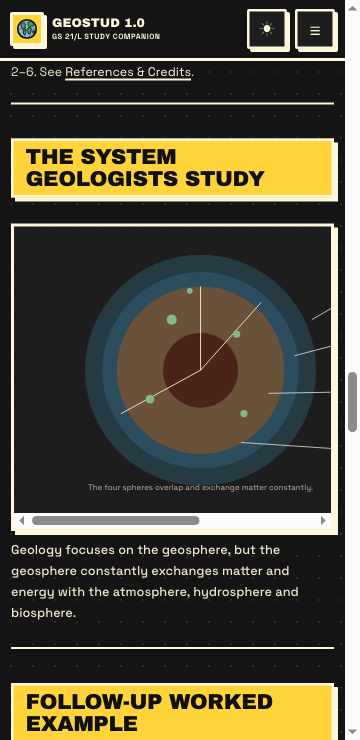 GEOSTUD 1.0
GS 21/L STUDY COMPANION
2–6. See References & Credits.
THE SYSTEM
GEOLOGISTS STUDY
The four spheres overlap and exchange matter constantly.
Geology focuses on the geosphere, but the
geosphere constantly exchanges matter and
energy with the atmosphere, hydrosphere and
biosphere.
FOLLOW-UP WORKED
EXAMPLE